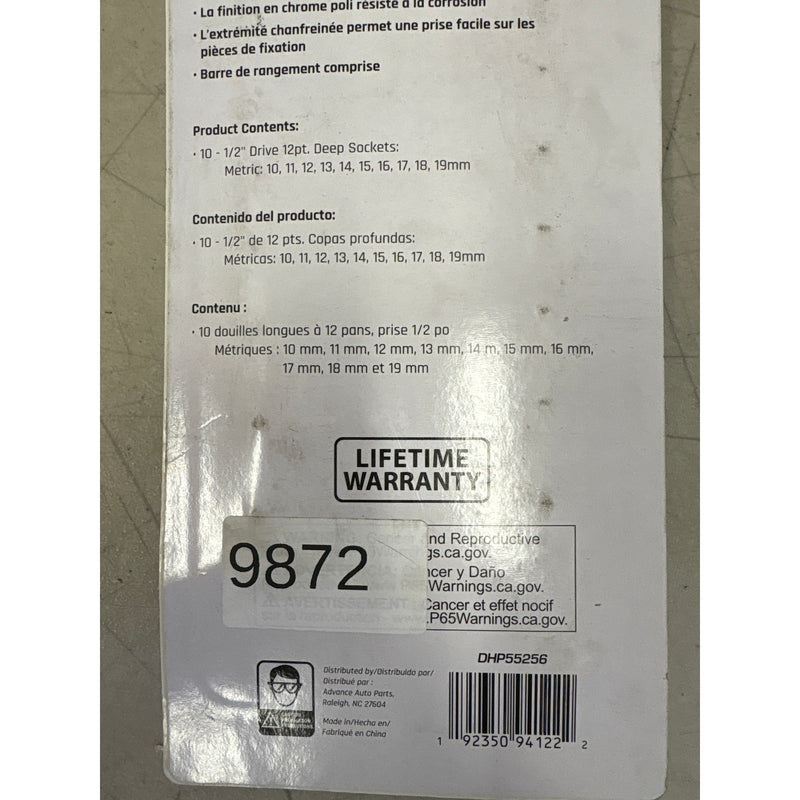 · La finition en chrome poli résiste à la corrosion
· L'extrémité chanfreinée permet une prise facile sur les
pièces de fixation
· Barre de rangement comprise
Product Contents:
· 10 - 1/2" Drive 12pt. Deep Sockets:
Metric: 10, 11, 12, 13, 14, 15, 16, 17, 18, 19mm
Contenido del producto:
· 10 - 1/2" de 12 pts. Copas profundas:
Métricas: 10, 11, 12, 13, 14, 15, 16, 17, 18, 19mm
Contenu :
· 10 douilles longues à 12 pans, prise 1/2 po
Métriques : 10 mm, 11 mm, 12 mm, 13 mm, 14 m, 15 mm, 16 mm,
17 mm, 18 mm et 19 mm
LIFETIME
WARRANTY
9872
and Reproductive
Warnings.ca.gov.
Cáncer y Daño
www.P65Warnings.ca.gov.
AVERTISSEMENT : Cancer et effet nocif
sur la reproduction - www.P65Warnings.ca.gov.
DHP55256
Distributed by/Distribuido por/
Distribué par :
Advance Auto Parts,
Raleigh, NC 27604
Made in/Hecho en/
Fabriqué en China
1 92350 94122 2